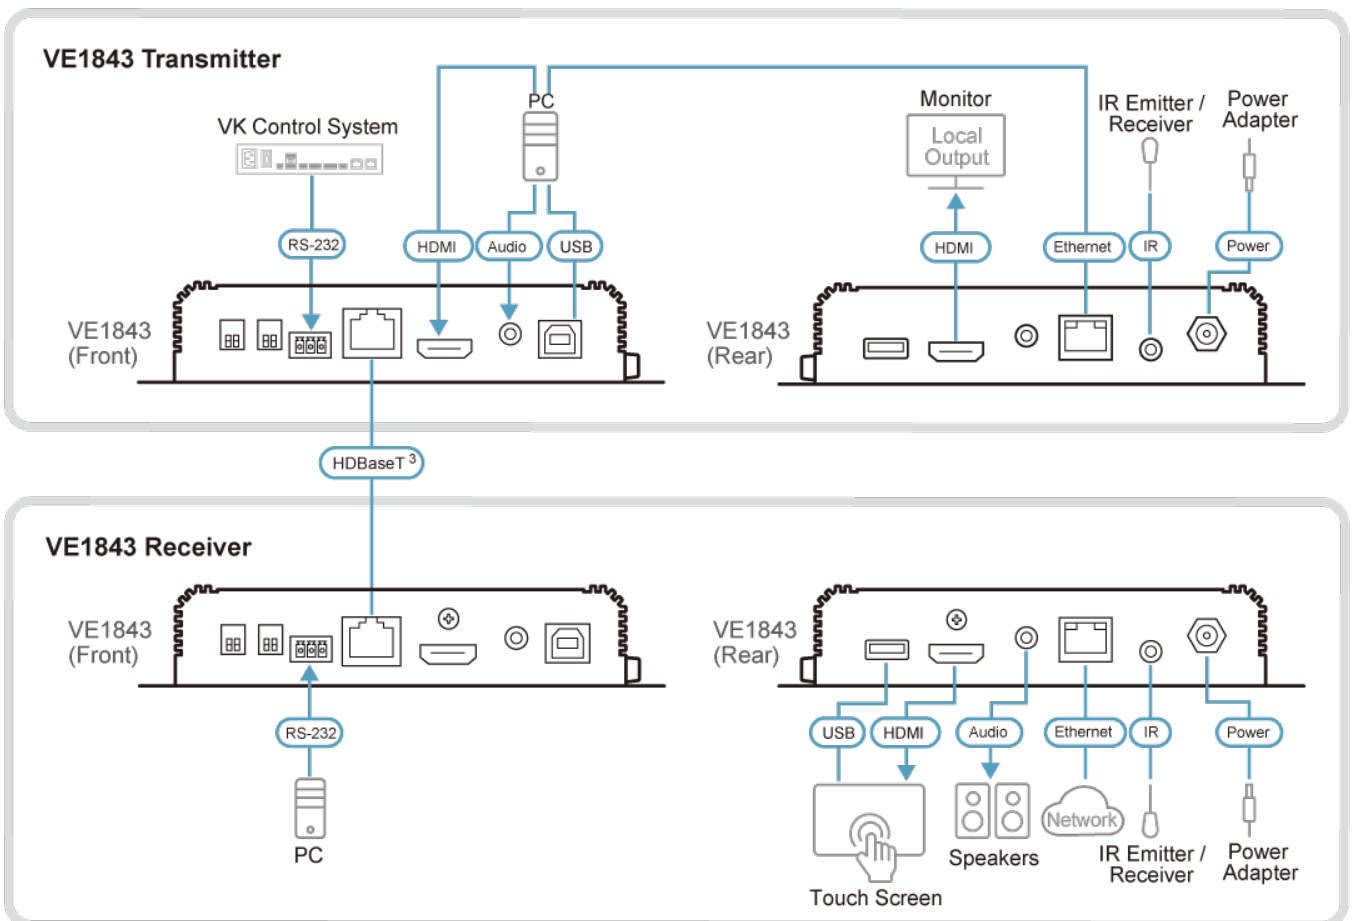 VE1843 Transmitter
PC
VK Control System
RS-232
HDMI
Audio
USB
VE1843
(Front)
Monitor
Local
Output
IR Emitter /
Receiver
Power
Adapter
HDMI
Ethernet
IR
Power
VE1843
(Rear)
HDBaseT 3
VE1843 Receiver
VE1843
(Front)
RS-232
PC
VE1843
(Rear)
USB
HDMI
Audio
Ethernet
IR
Power
Touch Screen
Speakers
Network
IR Emitter /
Receiver
Power
Adapter